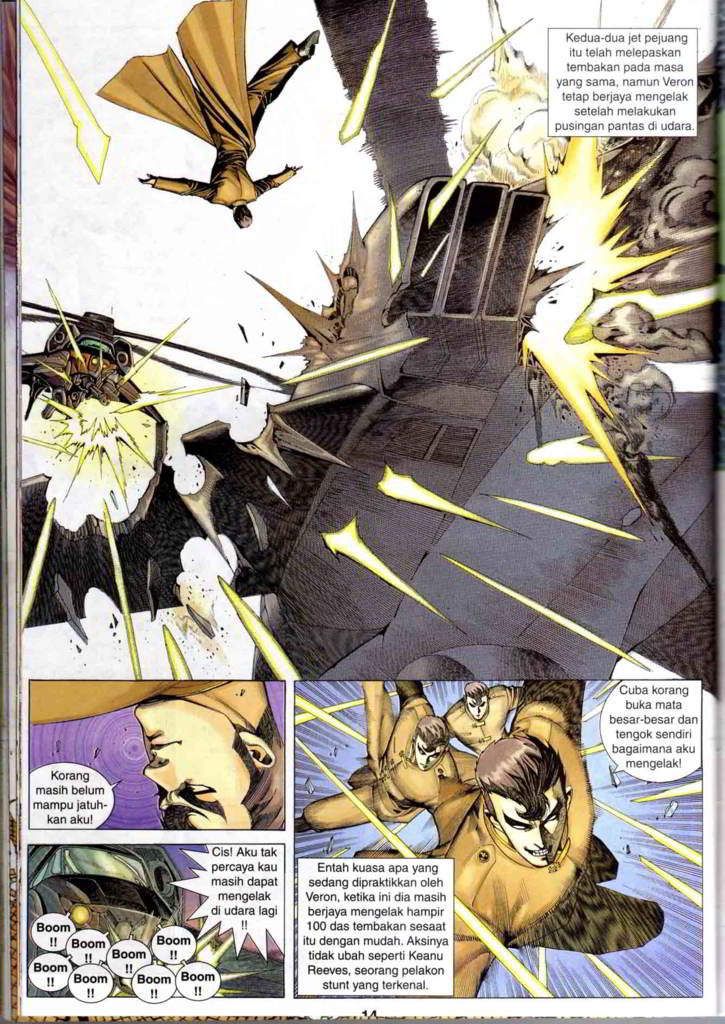 Kedua-dua jet pejuang
itu telah melepaskan
tembakan pada masa
yang sama, namun Veron
tetap berjaya mengelak
setelah melakukan
pusingan pantas di udara.
Korang
masih belum
mampu jatuh-
kan aku!
Cuba korang
buka mata
besar-besar dan
tengok sendiri
bagaimana aku
mengelak!
Cis! Aku tak
percaya kau
masih dapat
mengelak
di udara lagi
!!
Boom
!!
Boom
!!
Boom
!!
Boom
!!
Boom
!!
Boom
!!
Boom
!!
Boom
!!
Entah kuasa apa yang
sedang dipraktikkan oleh
Veron, ketika ini dia masih
berjaya mengelak hampir
100 das tembakan sesaat
itu dengan mudah. Aksinya
tidak ubah seperti Keanu
Reeves, seorang pelakon
stunt yang terkenal.
14